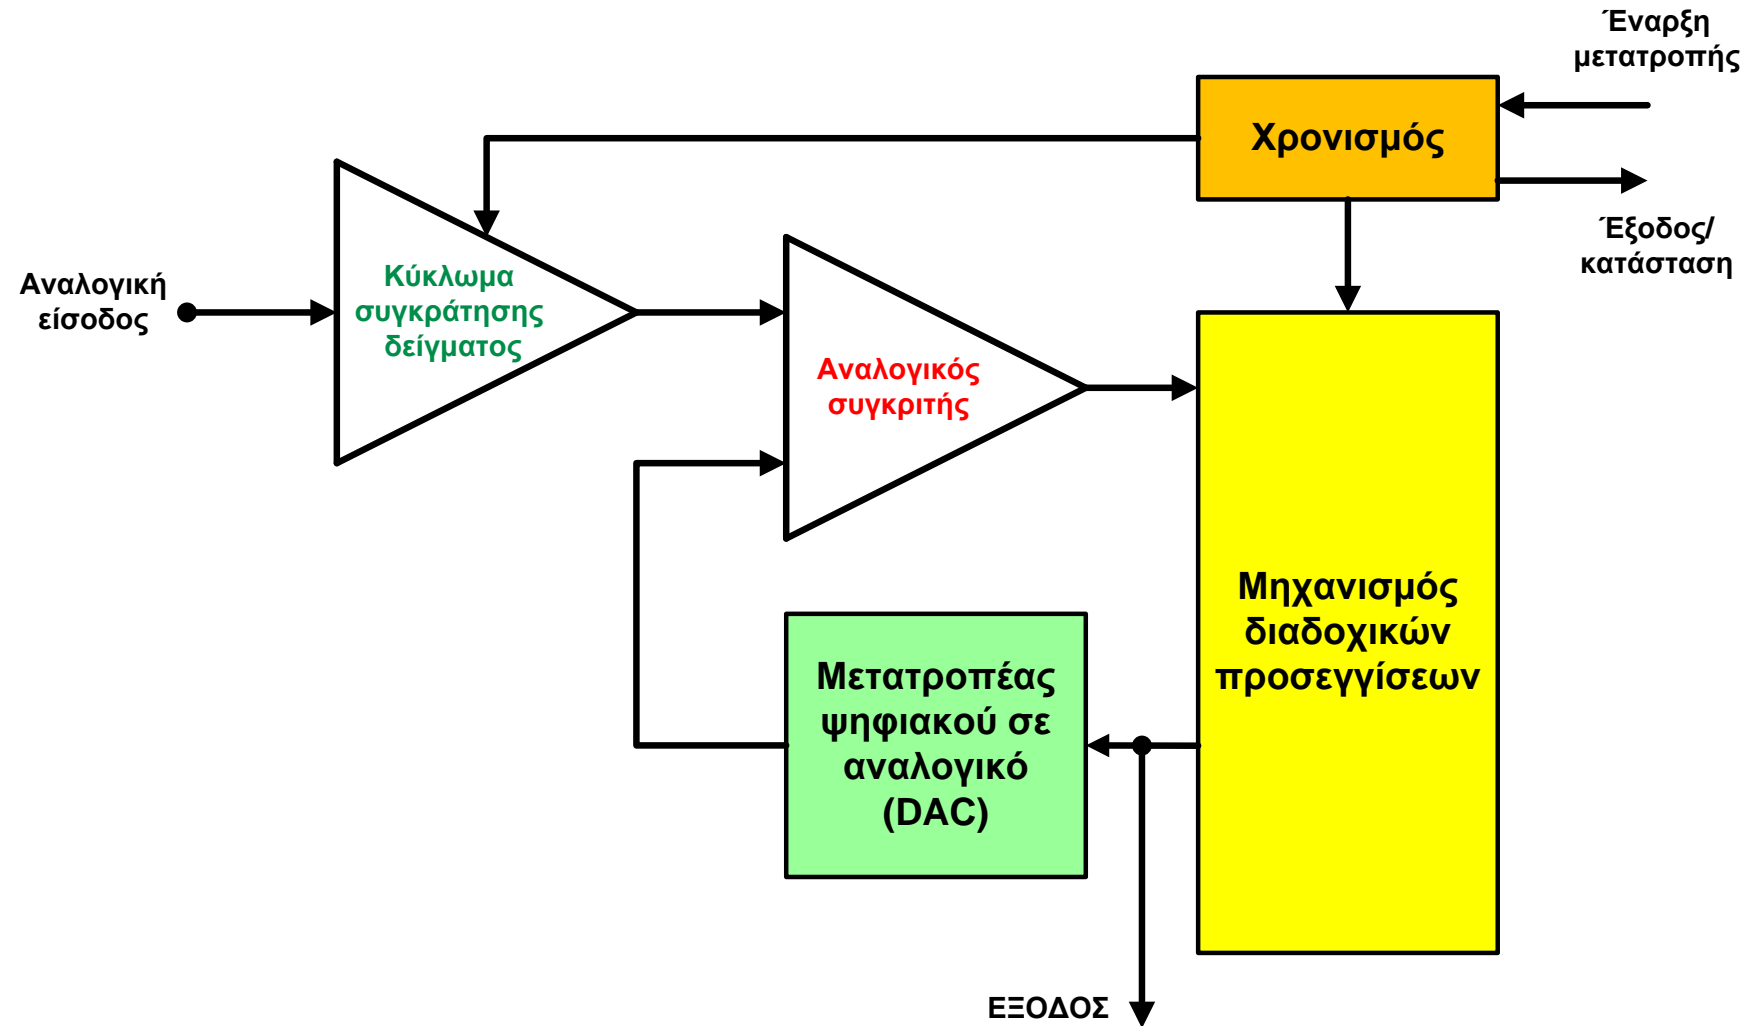 Έναρξη
μετατροπής
Χρονισμός
Έξοδος/
κατάσταση
Αναλογική
είσοδος
Κύκλωμα
συγκράτησης
δείγματος
Αναλογικός
συγκριτής
Μηχανισμός
διαδοχικών
προσεγγίσεων
Μετατροπέας
ψηφιακού σε
αναλογικό
(DAC)
ΕΞΟΔΟΣ